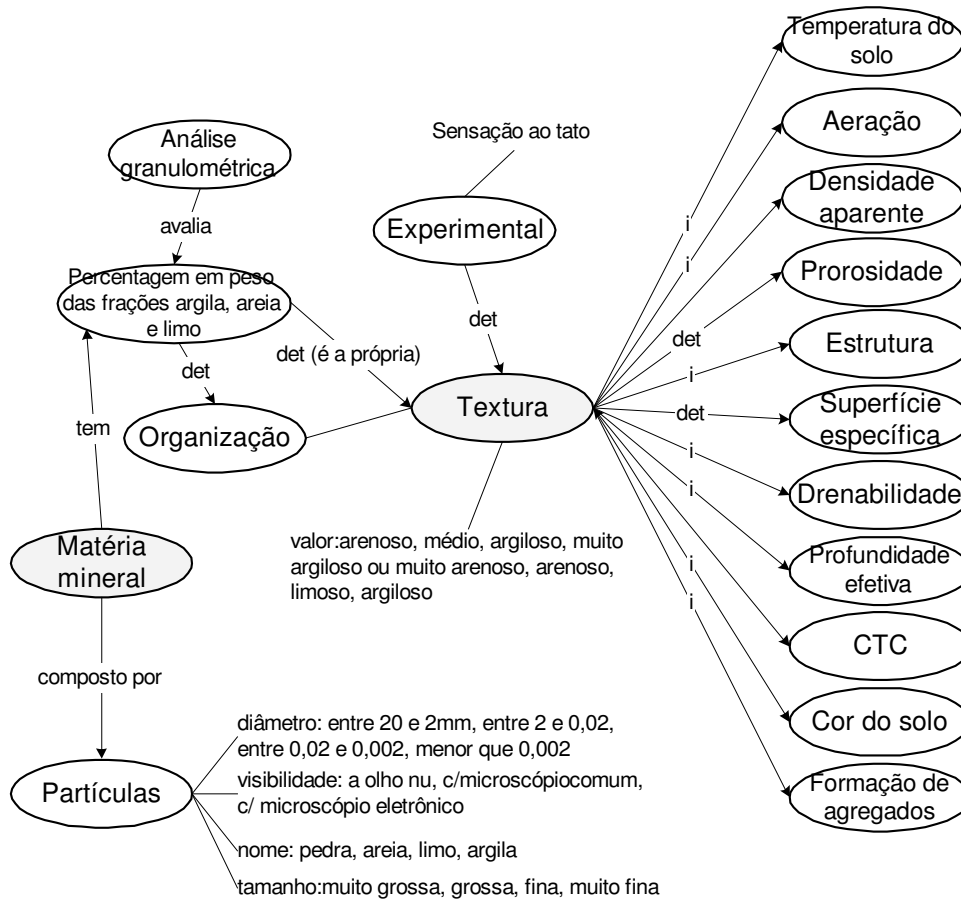 Temperatura do
solo
Análise
granulométrica
Sensação ao tato
Aeração
Densidade
aparente
avalia
Experimental
i
i
Prorosidade
Percentagem em peso
das frações argila, areia
e limo
det
det (é a própria)
det
det
i
Estrutura
Textura
det
Superfície
específica
tem
Organização
i
i
Drenabilidade
Matéria
mineral
valor:arenoso, médio, argiloso, muito
argiloso ou muito arenoso, arenoso,
limoso, argiloso
i
i
Profundidade
efetiva
CTC
composto por
Cor do solo
diâmetro: entre 20 e 2mm, entre 2 e 0,02,
entre 0,02 e 0,002, menor que 0,002
Partículas
visibilidade: a olho nu, c/microscópiocomum,
c/ microscópio eletrônico
Formação de
agregados
nome: pedra, areia, limo, argila
tamanho:muito grossa, grossa, fina, muito fina